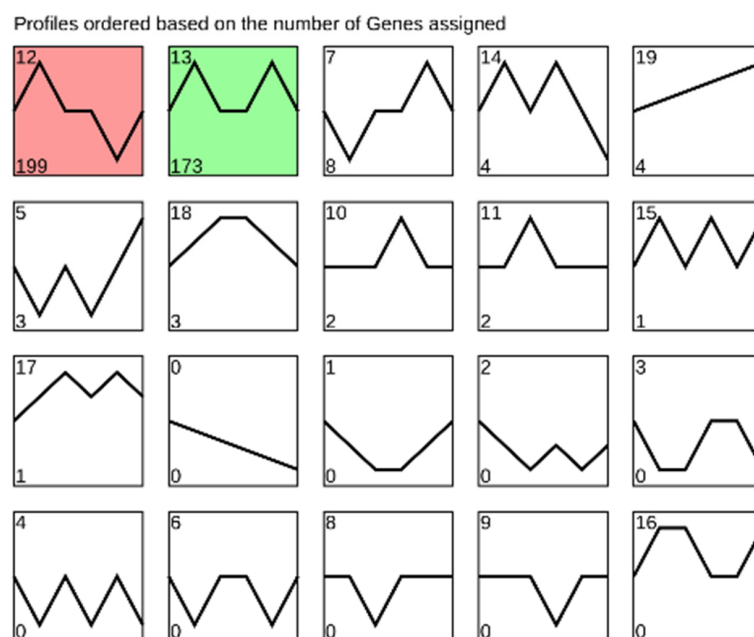 Profiles ordered based on the number of Genes assigned
12 13 7 14 19
199 173 8 4 4
5 18 10 11 15
3 3 2 2 1
17 0 1 2 3
1 0 0 0 0
4 6 8 9 16
0 0 0 0 0